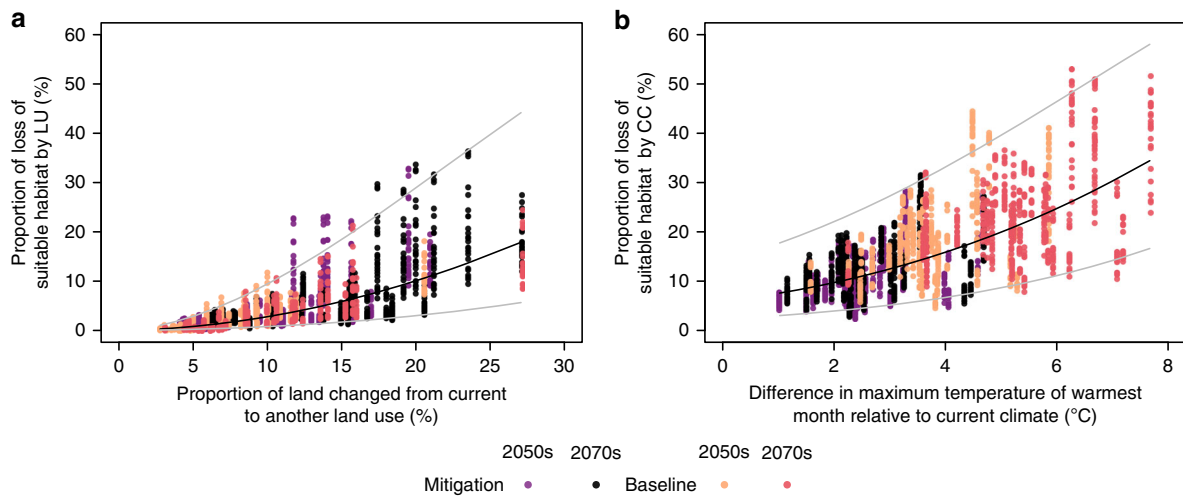 a
60
50
40
30
20
10
0
Proportion of loss of
suitable habitat by LU (%)
0 5 10 15 20 25 30
Proportion of land changed from current
to another land use (%)
b
60
50
40
30
20
10
0
Proportion of loss of
suitable habitat by CC (%)
0 2 4 6 8
Difference in maximum temperature of warmest
month relative to current climate (°C)
2050s 2070s 2050s 2070s
Mitigation Baseline